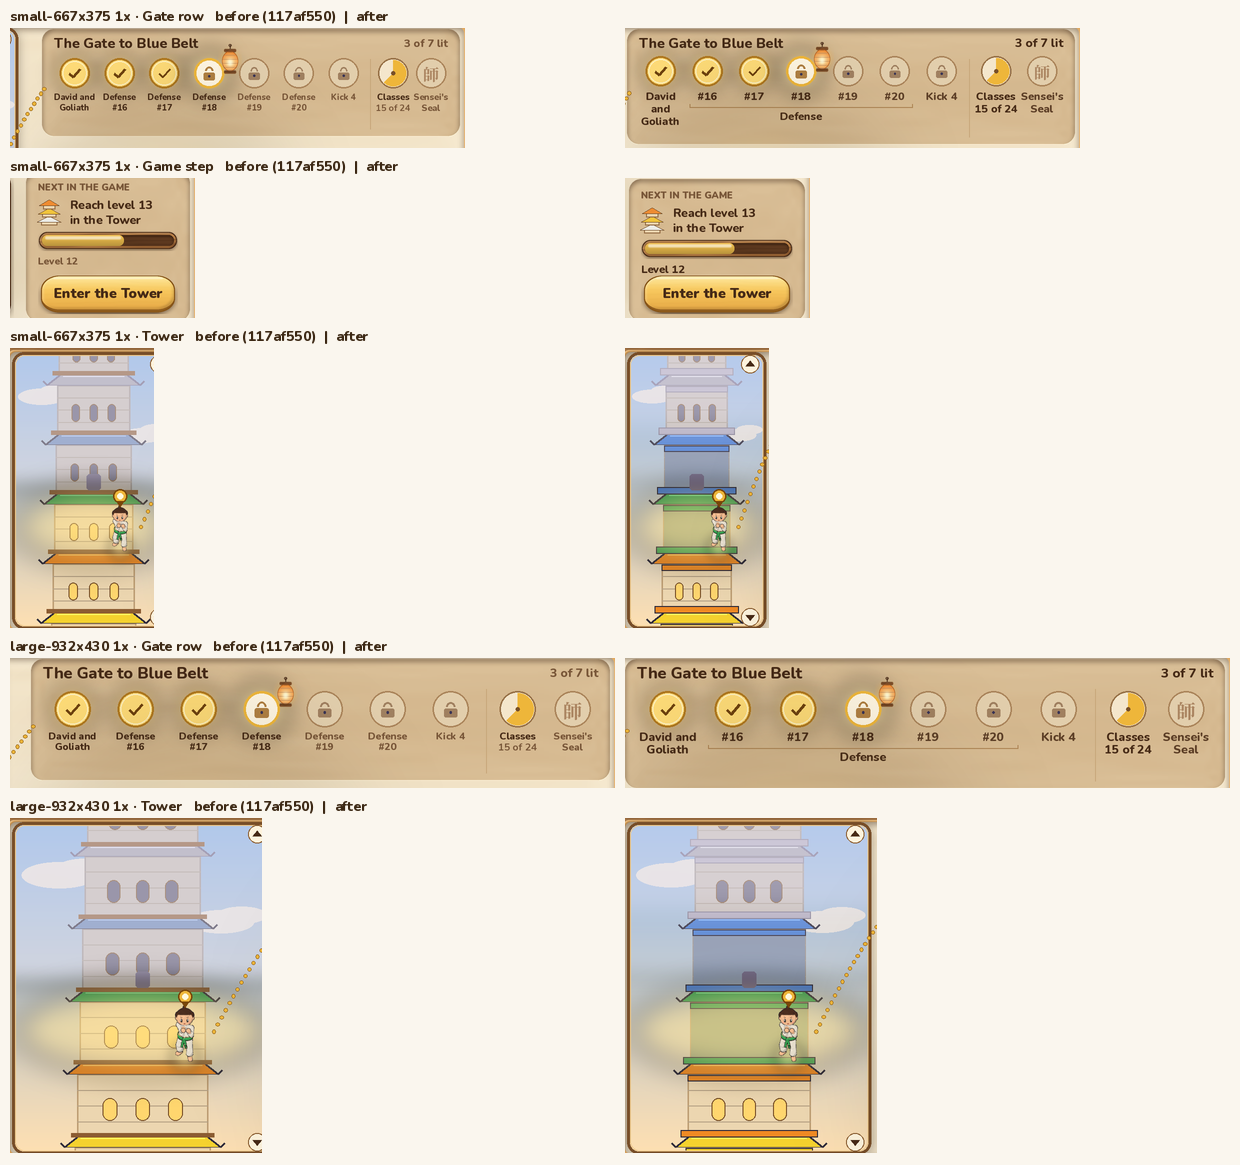 small-667x375 1x · Gate row before (117af550) | after
The Gate to Blue Belt 3 of 7 lit
David and Goliath
Defense #16
Defense #17
Defense #18
Defense #19
Defense #20
Kick 4
Classes 15 of 24
Sensei's Seal
The Gate to Blue Belt 3 of 7 lit
David and Goliath
#16
#17
#18
#19
#20
Kick 4
Classes 15 of 24
Sensei's Seal
Defense
small-667x375 1x · Game step before (117af550) | after
NEXT IN THE GAME
Reach level 13
in the Tower
Level 12
Enter the Tower
NEXT IN THE GAME
Reach level 13
in the Tower
Level 12
Enter the Tower
small-667x375 1x · Tower before (117af550) | after
large-932x430 1x · Gate row before (117af550) | after
The Gate to Blue Belt 3 of 7 lit
David and Goliath
Defense #16
Defense #17
Defense #18
Defense #19
Defense #20
Kick 4
Classes 15 of 24
Sensei's Seal
The Gate to Blue Belt 3 of 7 lit
David and Goliath
#16
#17
#18
#19
#20
Kick 4
Classes 15 of 24
Sensei's Seal
Defense
large-932x430 1x · Tower before (117af550) | after